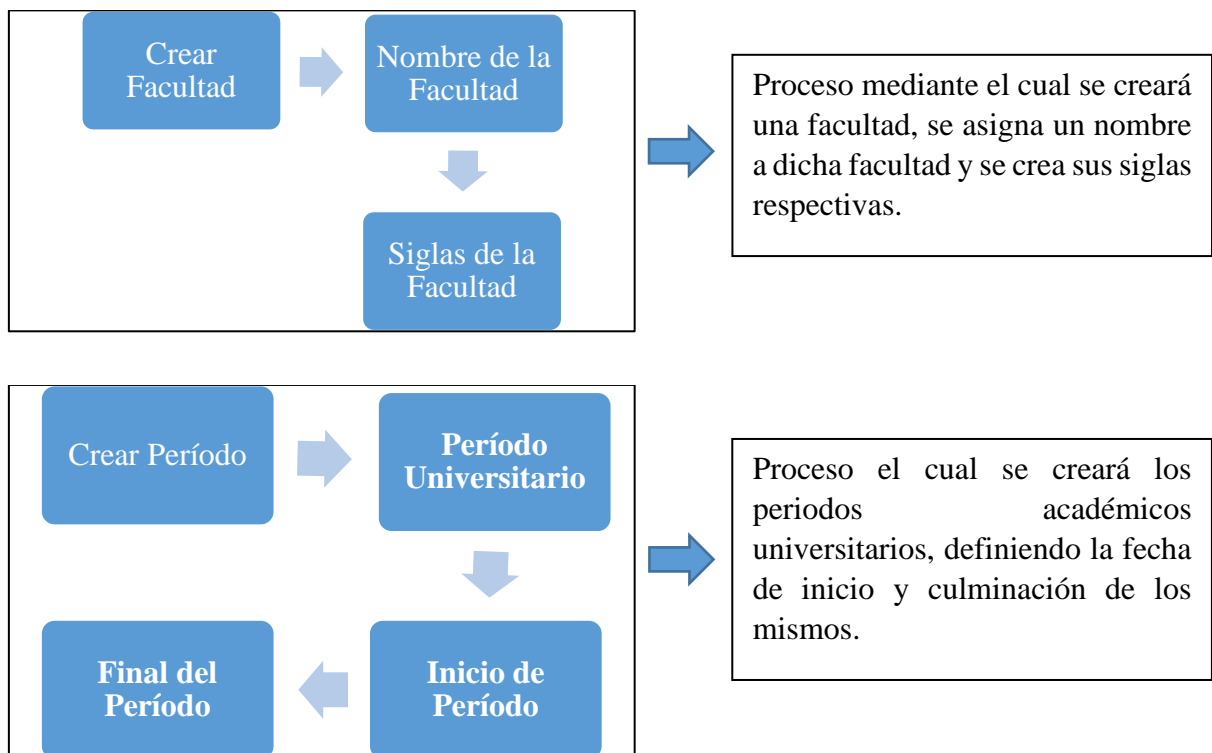 Crear
Facultad
Nombre de la
Facultad
Siglas de la
Facultad
Proceso mediante el cual se creará
una facultad, se asigna un nombre
a dicha facultad y se crea sus siglas
respectivas.
Crear Período
Período
Universitario
Inicio de
Período
Final del
Período
Proceso el cual se creará los
periodos académicos
universitarios, definiendo la fecha
de inicio y culminación de los
mismos.